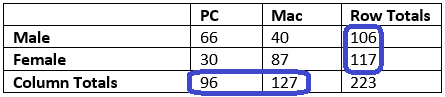 PC Mac Row Totals
Male 66 40 106
Female 30 87 117
Column Totals 96 127 223